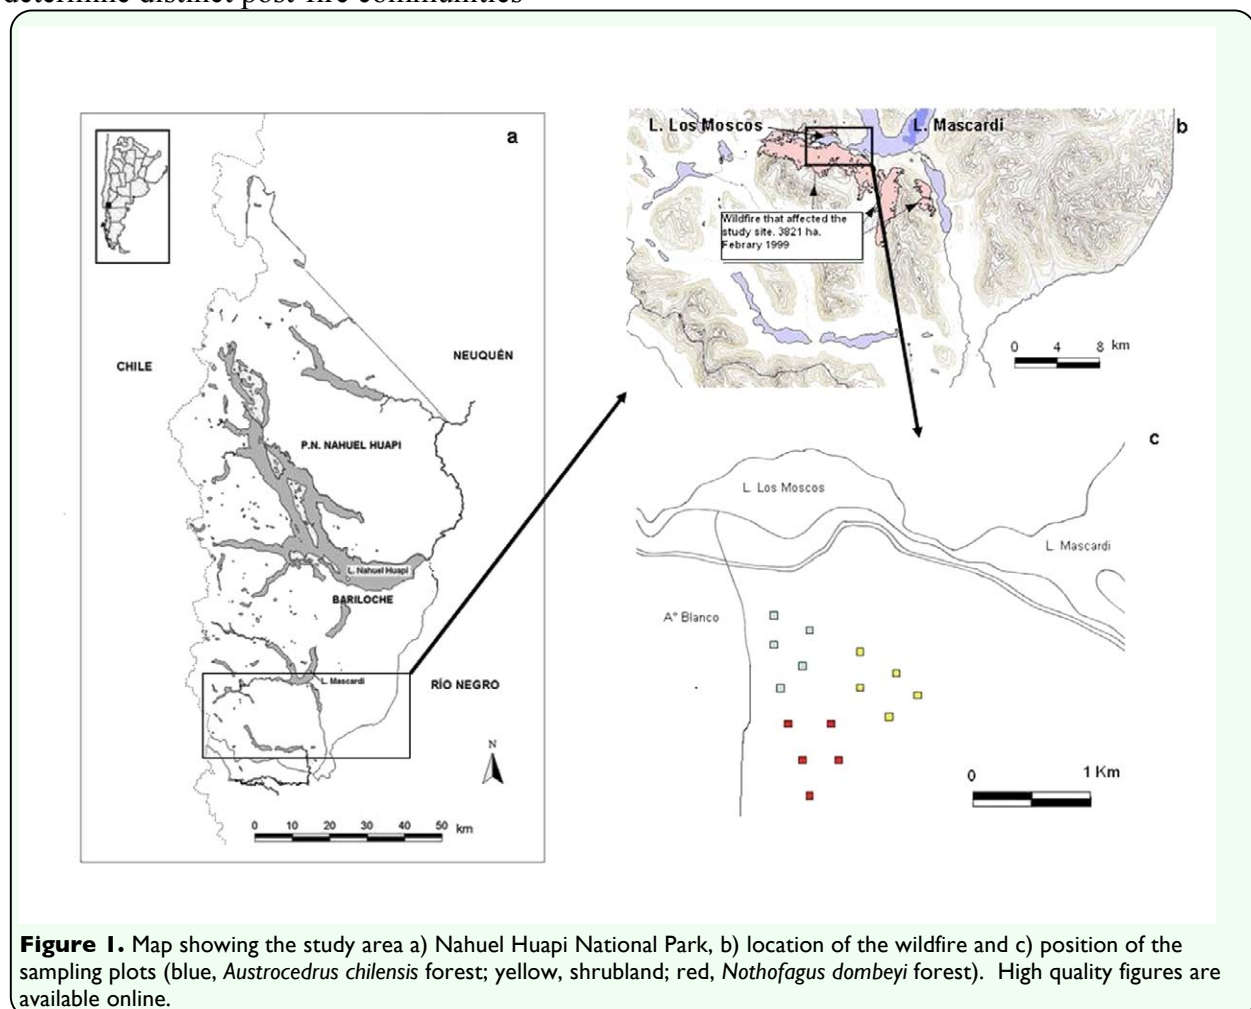 determine distinct post-fire communities
a
CHILE
NEUQUÉN
P.N. NAHUEL HUAPI
L. Nahuel Huapi
BARILOCHE
L. Mascardi
RÍO NEGRO
N
0 10 20 30 40 50 km
L. Los Moscos
L. Mascardi
b
Wildfire that affected the
study site. 3821 ha.
Febrary 1999
0 4 8 km
c
L. Los Moscos
L. Mascardi
A° Blanco
0 1 Km
Figure 1. Map showing the study area a) Nahuel Huapi National Park, b) location of the wildfire and c) position of the
sampling plots (blue, Austrocedrus chilensis forest; yellow, shrubland; red, Nothofagus dombeyi forest). High quality figures are
available online.